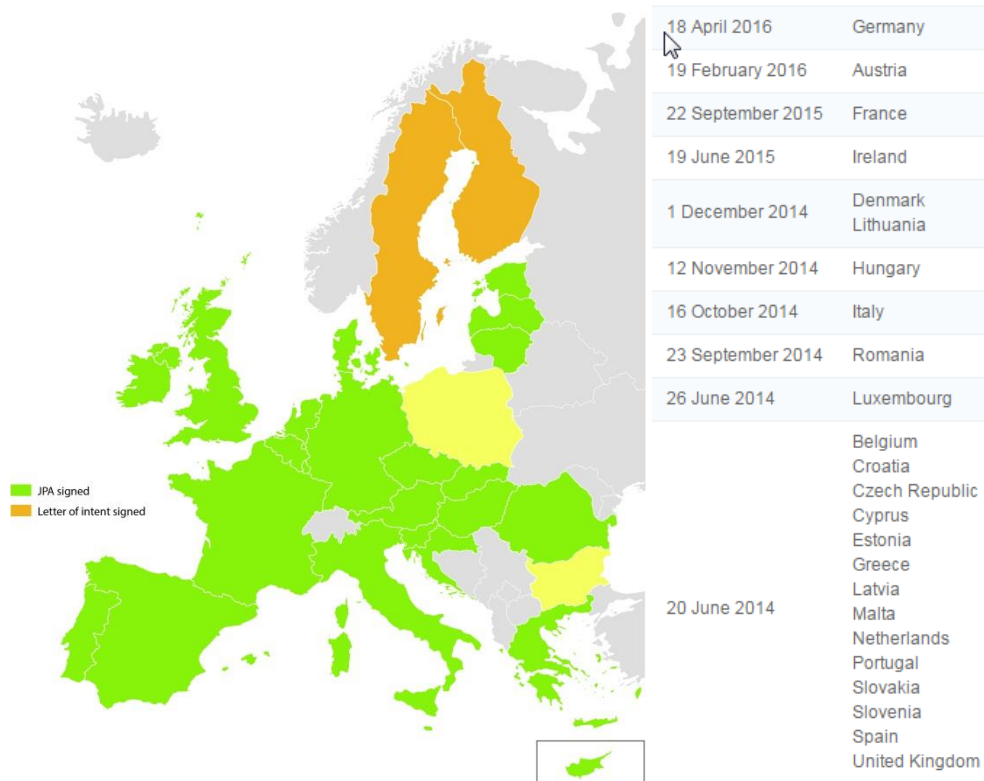 JPA signed
Letter of intent signed
18 April 2016 Germany
19 February 2016 Austria
22 September 2015 France
19 June 2015 Ireland
1 December 2014 Denmark
Lithuania
12 November 2014 Hungary
16 October 2014 Italy
23 September 2014 Romania
26 June 2014 Luxembourg
20 June 2014 Belgium
Croatia
Czech Republic
Cyprus
Estonia
Greece
Latvia
Malta
Netherlands
Portugal
Slovakia
Slovenia
Spain
United Kingdom